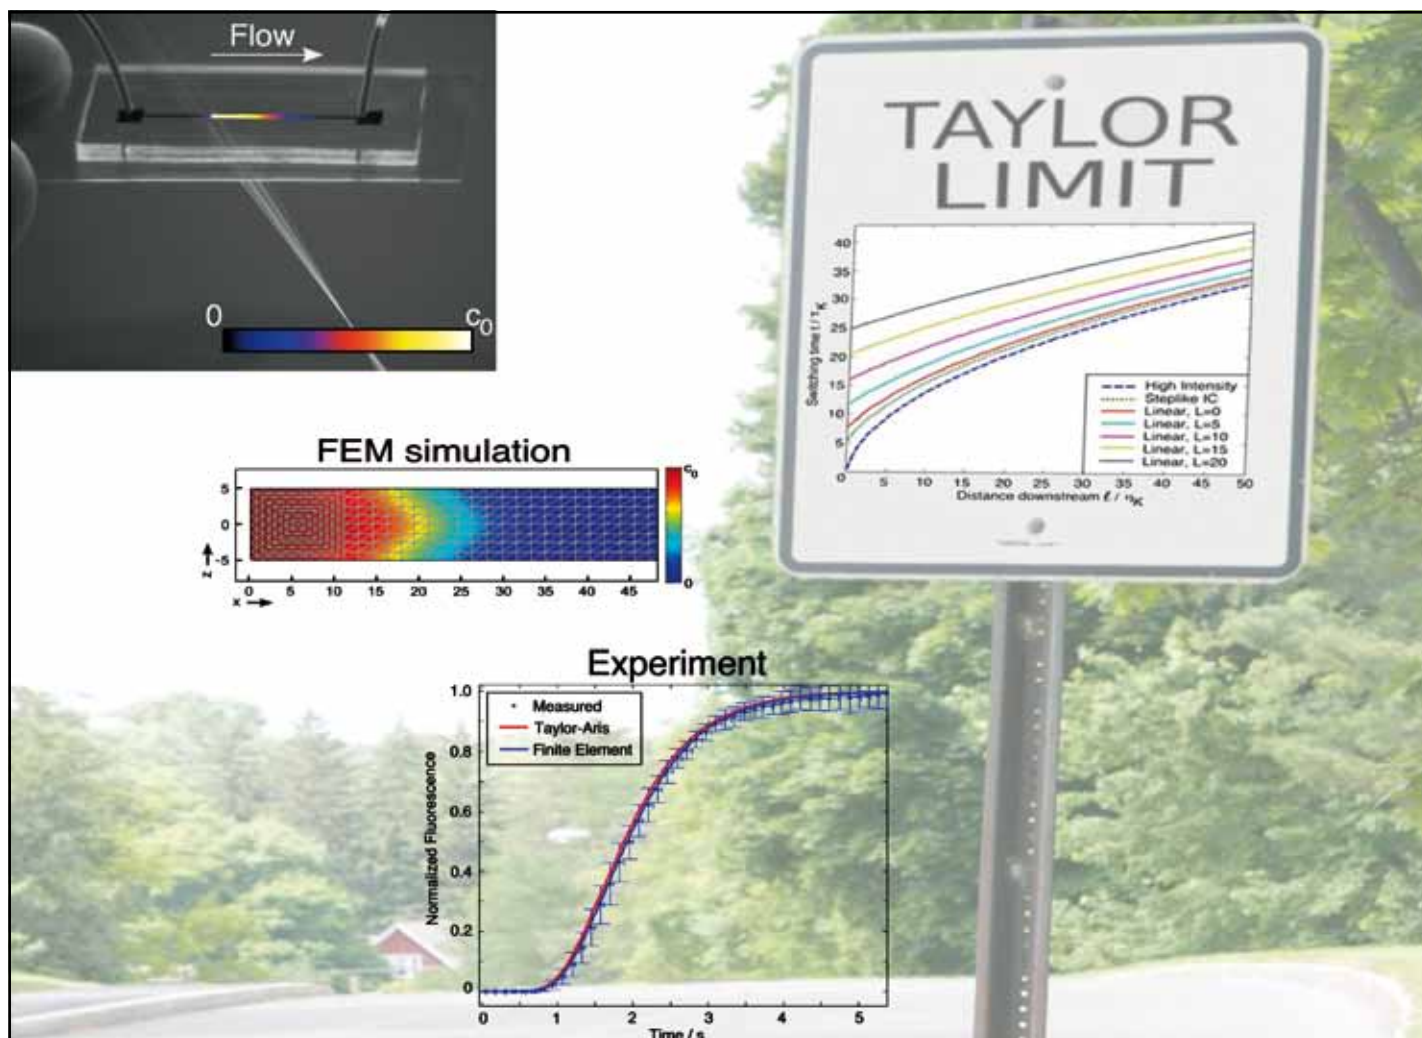 Flow
0
c0
TAYLOR
LIMIT
Switching time t / τK
40
35
30
25
20
15
10
5
0
High Intensity
Steplike IC
Linear, L=0
Linear, L=5
Linear, L=10
Linear, L=15
Linear, L=20
0 5 10 15 20 25 30 35 40 45 50
Distance downstream ℓ / ηK
FEM simulation
5
0
-5
z
x
0 5 10 15 20 25 30 35 40 45
c0
0
Experiment
Normalized Fluorescence
1.0
0.8
0.6
0.4
0.2
0
Measured
Taylor-Aris
Finite Element
0 1 2 3 4 5
Time / s